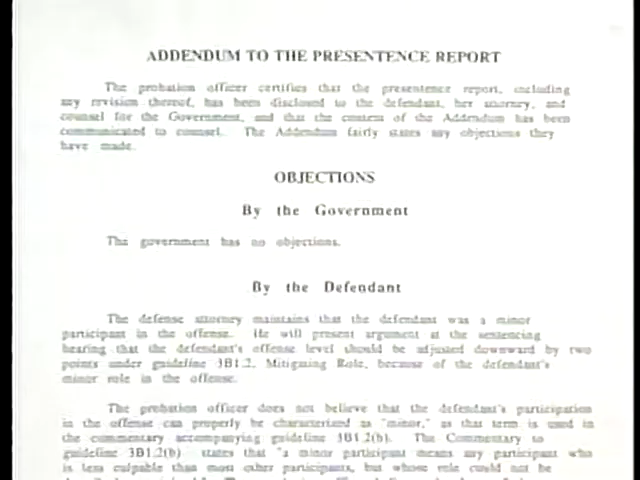 ADDENDUM TO THE PRESENTENCE REPORT
The probation officer certifies that the presentence report, including
any revision thereof, has been disclosed to the defendant, her attorney, and
counsel for the Government, and that the content of the Addendum has been
communicated to counsel. The Addendum fairly states any objections they
have made.
OBJECTIONS
By the Government
The government has no objections.
By the Defendant
The defense attorney maintains that the defendant was a minor
participant in the offense. He will present argument at the sentencing
hearing that the defendant's offense level should be adjusted downward by two
points under guideline 3B1.2, Mitigating Role, because of the defendant's
minor role in the offense.
The probation officer does not believe that the defendant's participation
in the offense can properly be characterized as "minor," as that term is used in
the commentary accompanying guideline 3B1.2(b). The Commentary to
guideline 3B1.2(b) states that "a minor participant means any participant who
is less culpable than most other participants, but whose role could not be